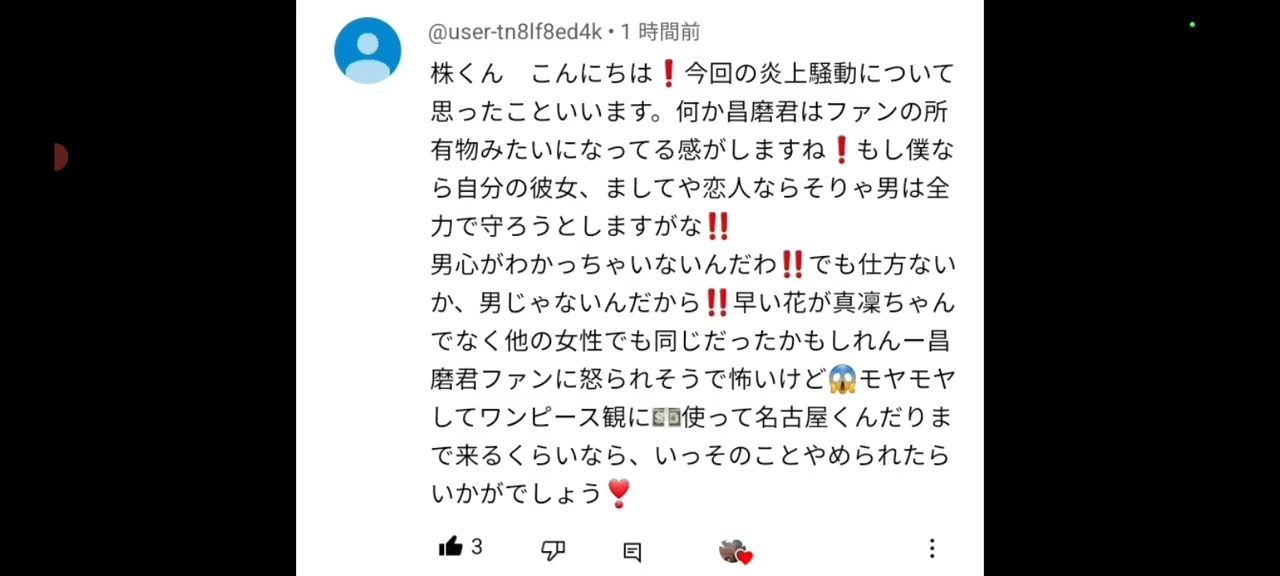 @user-tn8lf8ed4k • 1 時間前
株くん　こんにちは❗今回の炎上騒動について
思ったこといいます。何か昌磨君はファンの所
有物みたいになってる感がしますね❗もし僕な
ら自分の彼女、ましてや恋人ならそりゃ男は全
力で守ろうとしますがな‼️
男心がわかっちゃいないんだわ‼️でも仕方ない
か、男じゃないんだから‼️早い花が真凜ちゃん
でなく他の女性でも同じだったかもしれんー昌
磨君ファンに怒られそうで怖いけど😱モヤモヤ
してワンピース観に💵使って名古屋くんだりま
で来るくらいなら、いっそのことやめられたら
いかがでしょう❣️
3